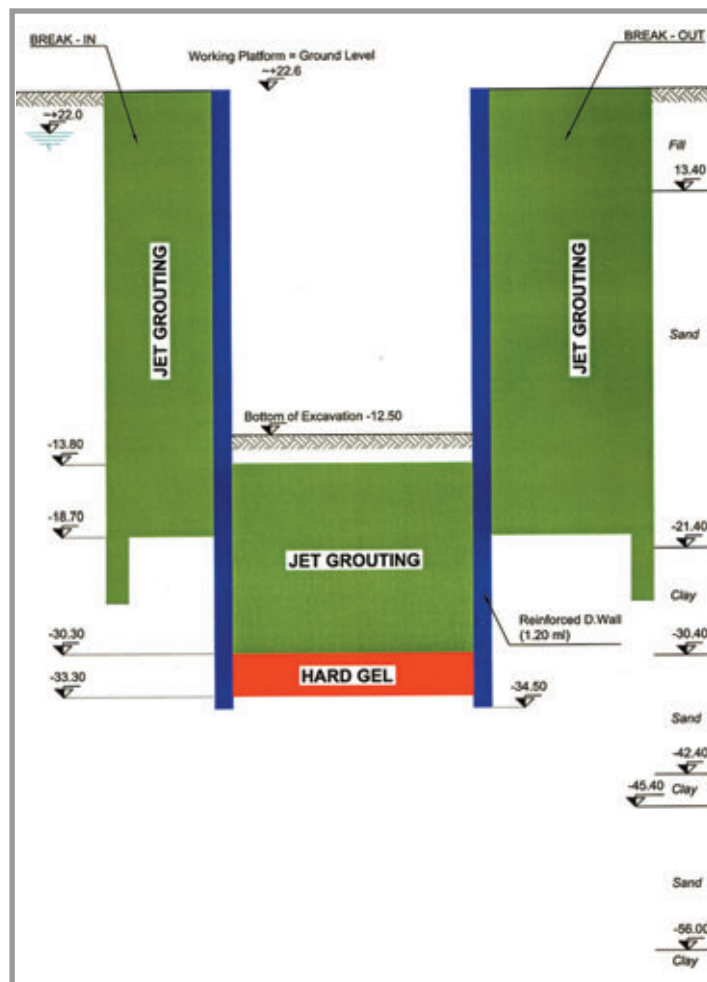 BREAK - IN
BREAK - OUT
Working Platform = Ground Level
~+22.6
~+22.0
Fill
13.40
JET GROUTING
JET GROUTING
Sand
Bottom of Excavation -12.50
-13.80
-18.70
-21.40
JET GROUTING
Clay
Reinforced D.Wall
(1.20 ml)
-30.30
-30.40
HARD GEL
-33.30
-34.50
Sand
-42.40
-45.40
Clay
Sand
-56.00
Clay